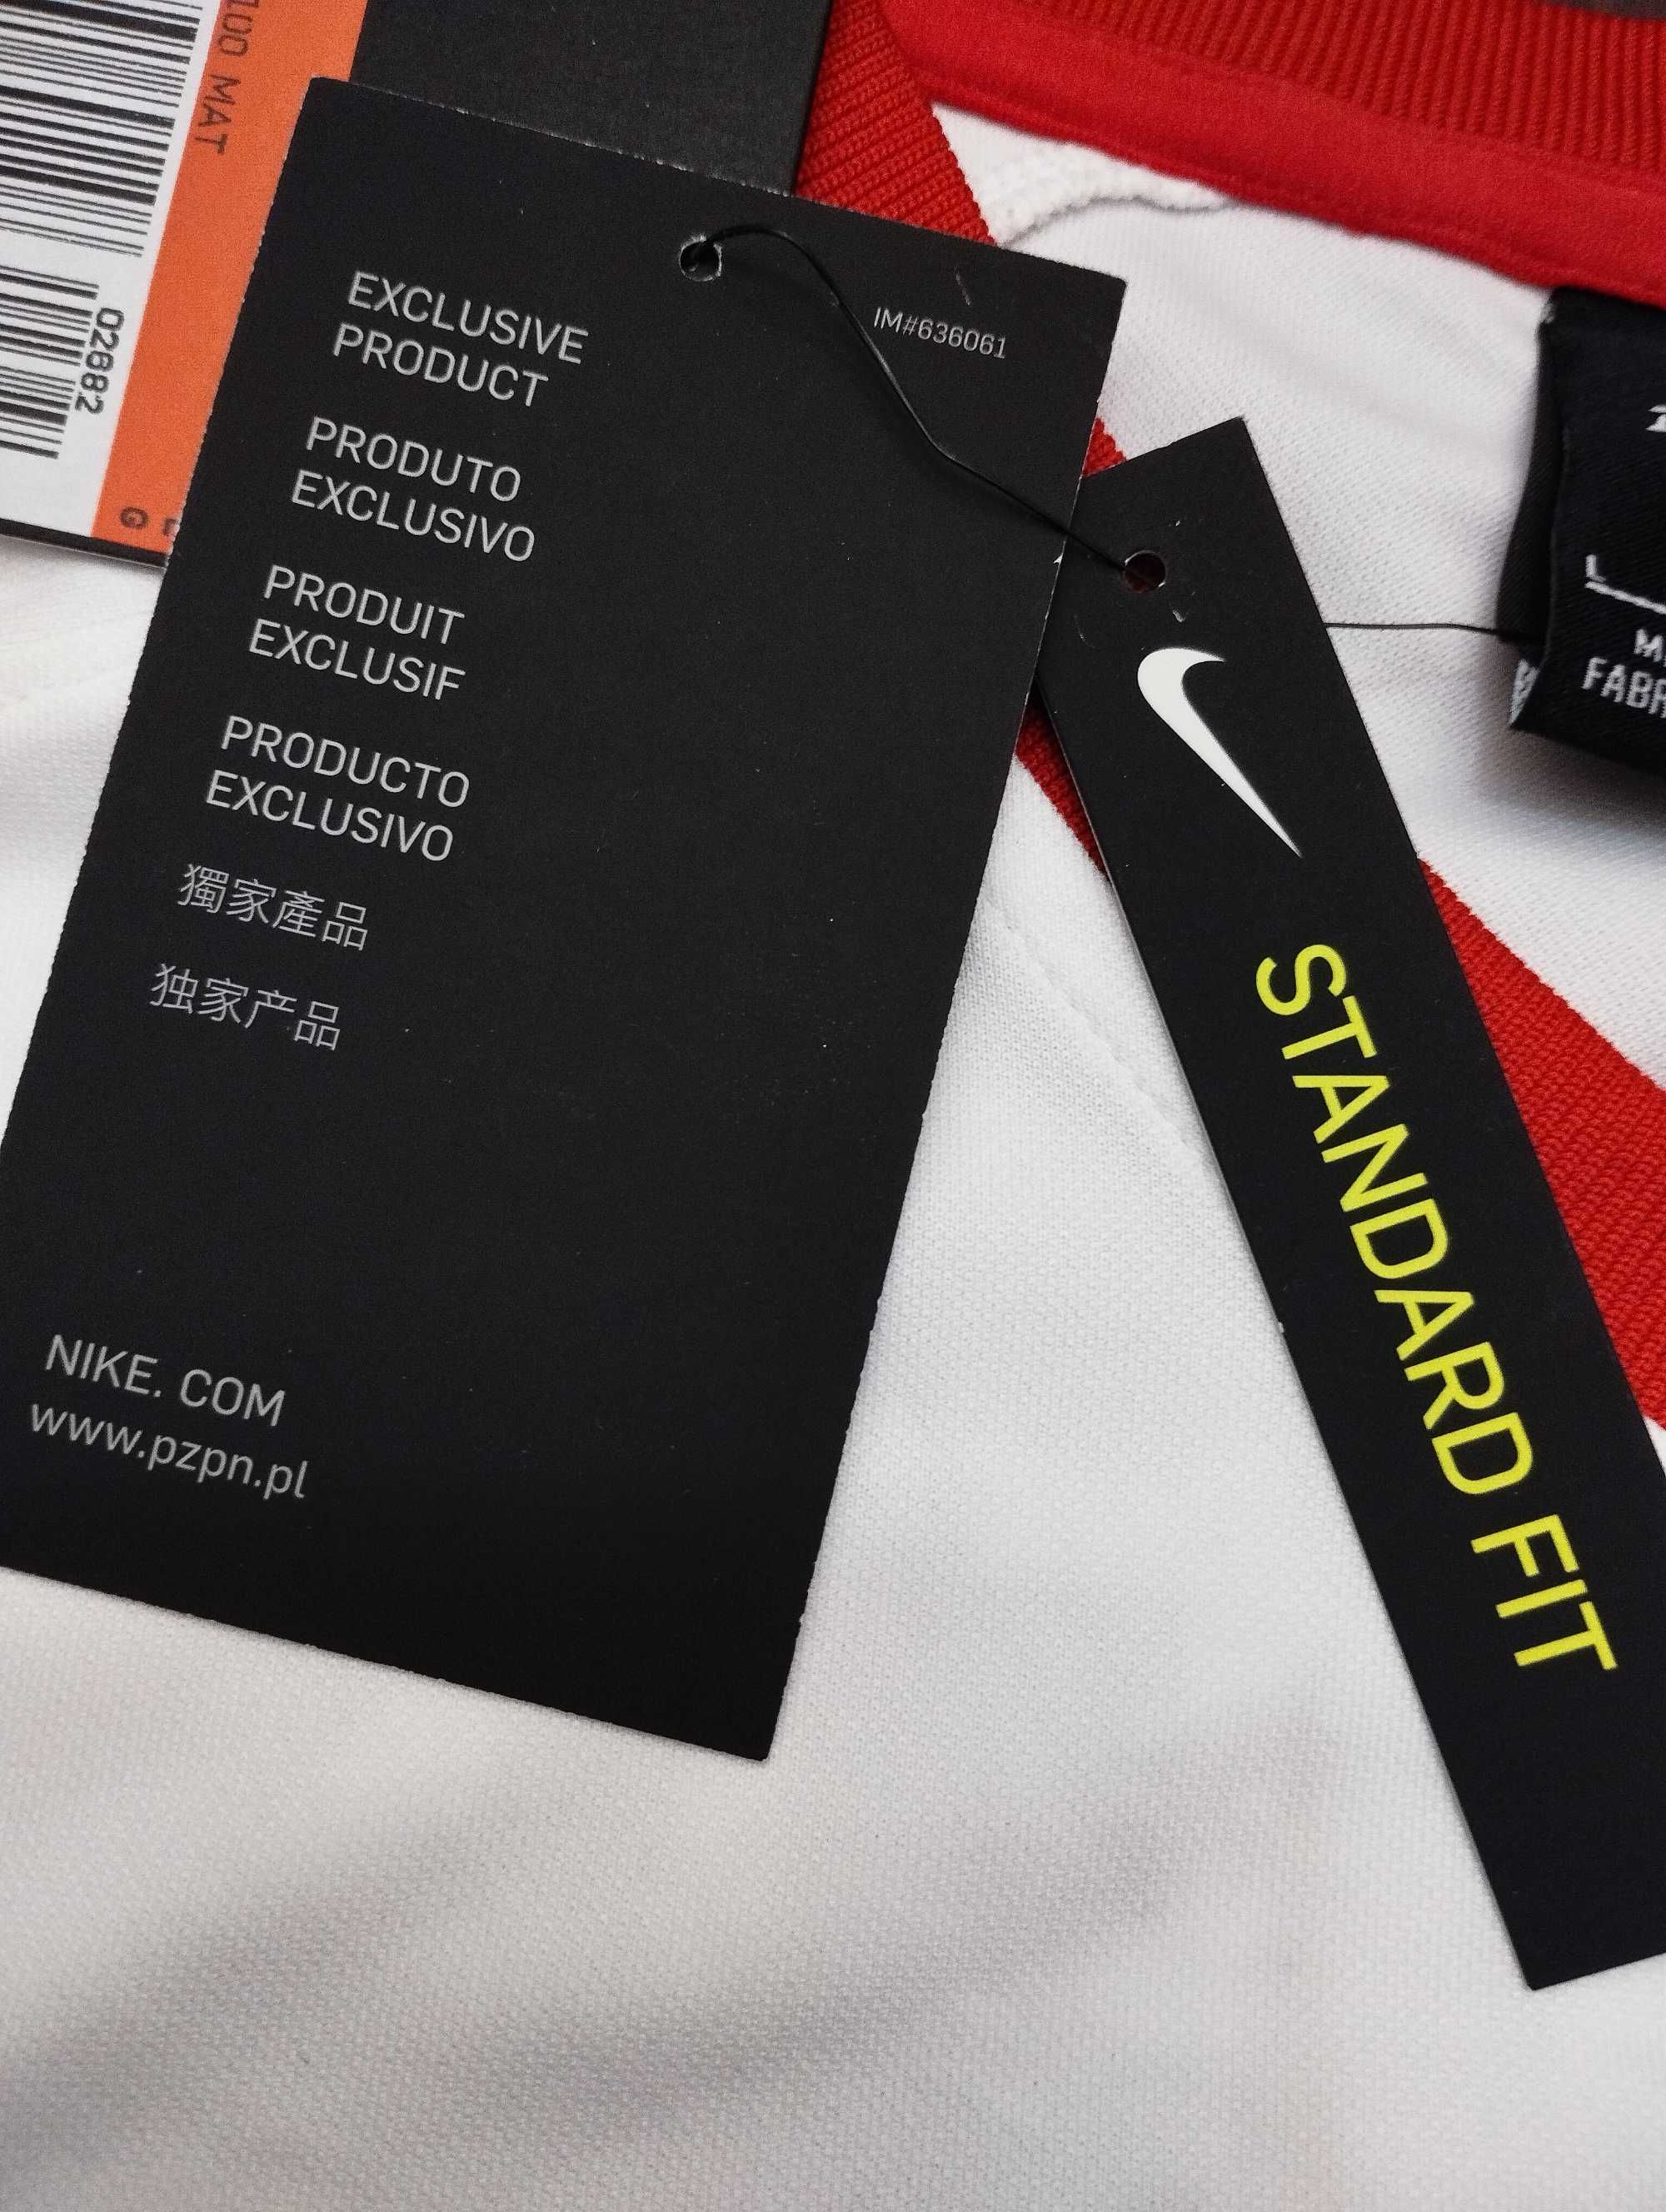 100 MAT
02882
G
EXCLUSIVE
PRODUCT
PRODUTO
EXCLUSIVO
PRODUIT
EXCLUSIF
PRODUCTO
EXCLUSIVO
獨家產品
独家产品
NIKE. COM
www.pzpn.pl
IM#636061
STANDARD FIT
L
M
FABR